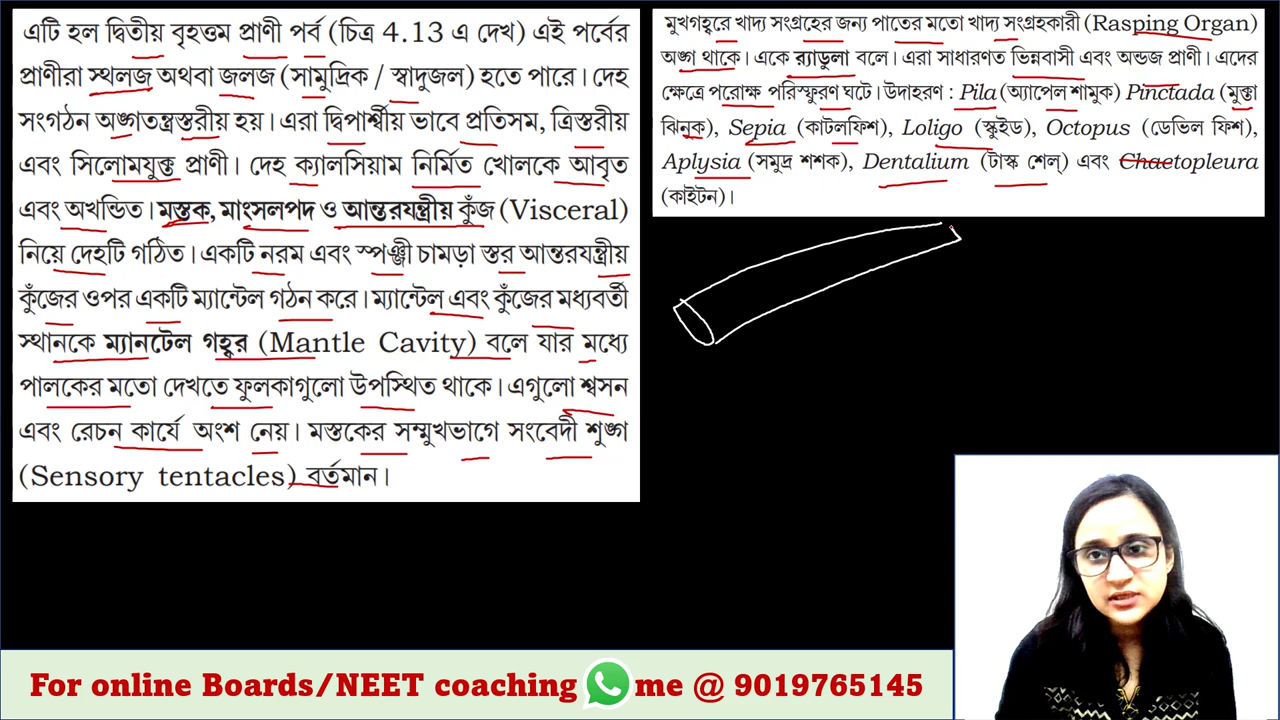 এটি হল দ্বিতীয় বৃহত্তম প্রাণী পর্ব (চিত্র 4.13 এ দেখ) এই পর্বের
প্রাণীরা স্থলজ অথবা জলজ (সামুদ্রিক / স্বাদুজল) হতে পারে। দেহ
সংগঠন অঙ্গতন্ত্রস্তরীয় হয়। এরা দ্বিপার্শ্বীয় ভাবে প্রতিসম, ত্রিস্তরীয়
এবং সিলোমযুক্ত প্রাণী। দেহ ক্যালসিয়াম নির্মিত খোলকে আবৃত
এবং অখন্ডিত। মস্তক, মাংসলপদ ও আন্তরযন্ত্রীয় কুঁজ (Visceral)
নিয়ে দেহটি গঠিত। একটি নরম এবং স্পঞ্জী চামড়া স্তর আন্তরযন্ত্রীয়
কুঁজের ওপর একটি ম্যান্টেল গঠন করে। ম্যান্টেল এবং কুঁজের মধ্যবর্তী
স্থানকে ম্যানটেল গহ্বর (Mantle Cavity) বলে যার মধ্যে
পালকের মতো দেখতে ফুলকাগুলো উপস্থিত থাকে। এগুলো শ্বসন
এবং রেচন কার্যে অংশ নেয়। মস্তকের সম্মুখভাগে সংবেদী শুঙ্গ
(Sensory tentacles) বর্তমান।
মুখগহ্বরে খাদ্য সংগ্রহের জন্য পাতের মতো খাদ্য সংগ্রহকারী (Rasping Organ)
অঙ্গ থাকে। একে র‍্যাডুলা বলে। এরা সাধারণত ভিন্নবাসী এবং অন্ডজ প্রাণী। এদের
ক্ষেত্রে পরোক্ষ পরিস্ফুরণ ঘটে। উদাহরণ : Pila (অ্যাপেল শামুক) Pinctada (মুক্তা
ঝিনুক), Sepia (কাটলফিশ), Loligo (স্কুইড), Octopus (ডেভিল ফিশ),
Aplysia (সমুদ্র শশক), Dentalium (টাস্ক শেল্) এবং Chaetopleura
(কাইটন)।
For online Boards/NEET coaching me @ 9019765145